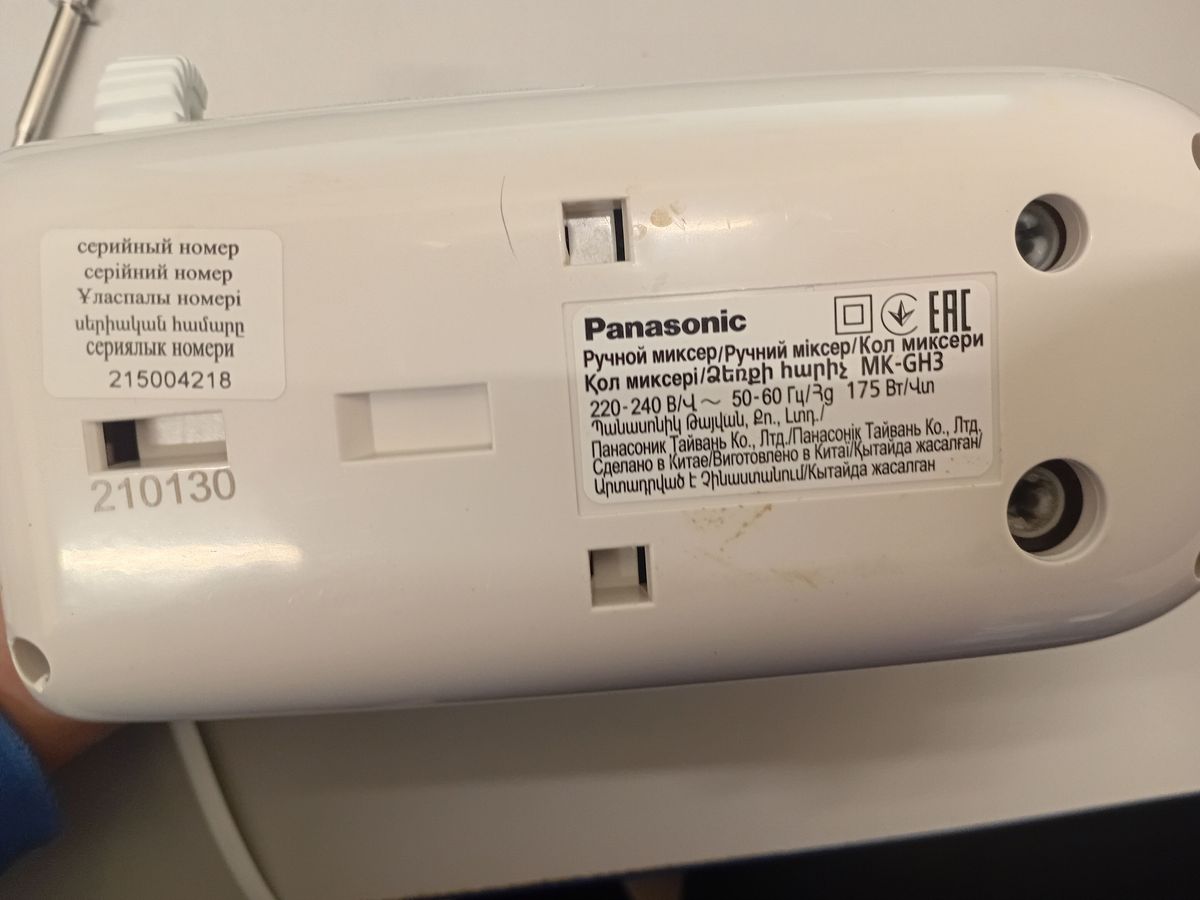 серийный номер
серійний номер
Ұласпалы номері
սերիական համարը
сериялык номери
215004218
210130
Panasonic
EAC
Ручной миксер/Ручний міксер/Кол миксери
Қол миксері/Ձեռքի հարիչ MK-GH3
220-240 В/Վ ~ 50-60 Гц/Հց 175 Вт/Վտ
Պանասոնիկ Թայվան, Քո., Լտդ./
Панасоник Тайвань Ко., Лтд./Панасонік Тайвань Ко., Лтд.
Сделано в Китае/Виготовлено в Китаї/Қытайда жасалған/
Արտադրված է Չինաստանում/Кытайда жасалган